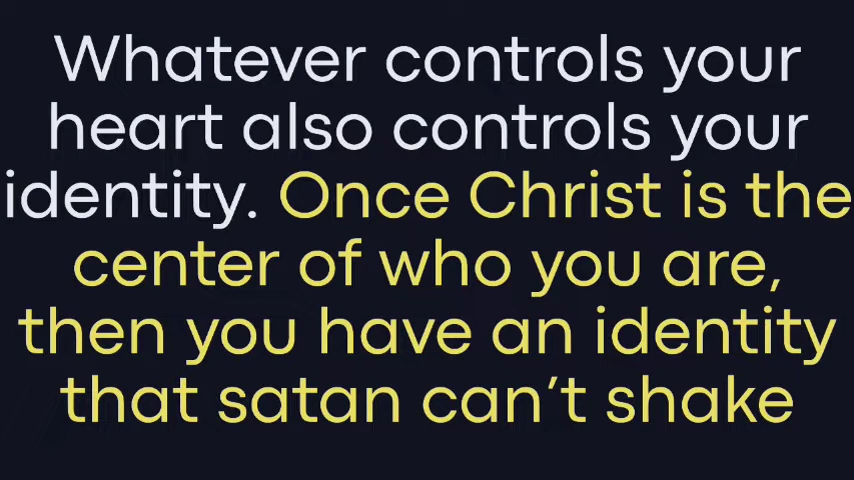 Whatever controls your
heart also controls your
identity. Once Christ is the
center of who you are,
then you have an identity
that satan can’t shake